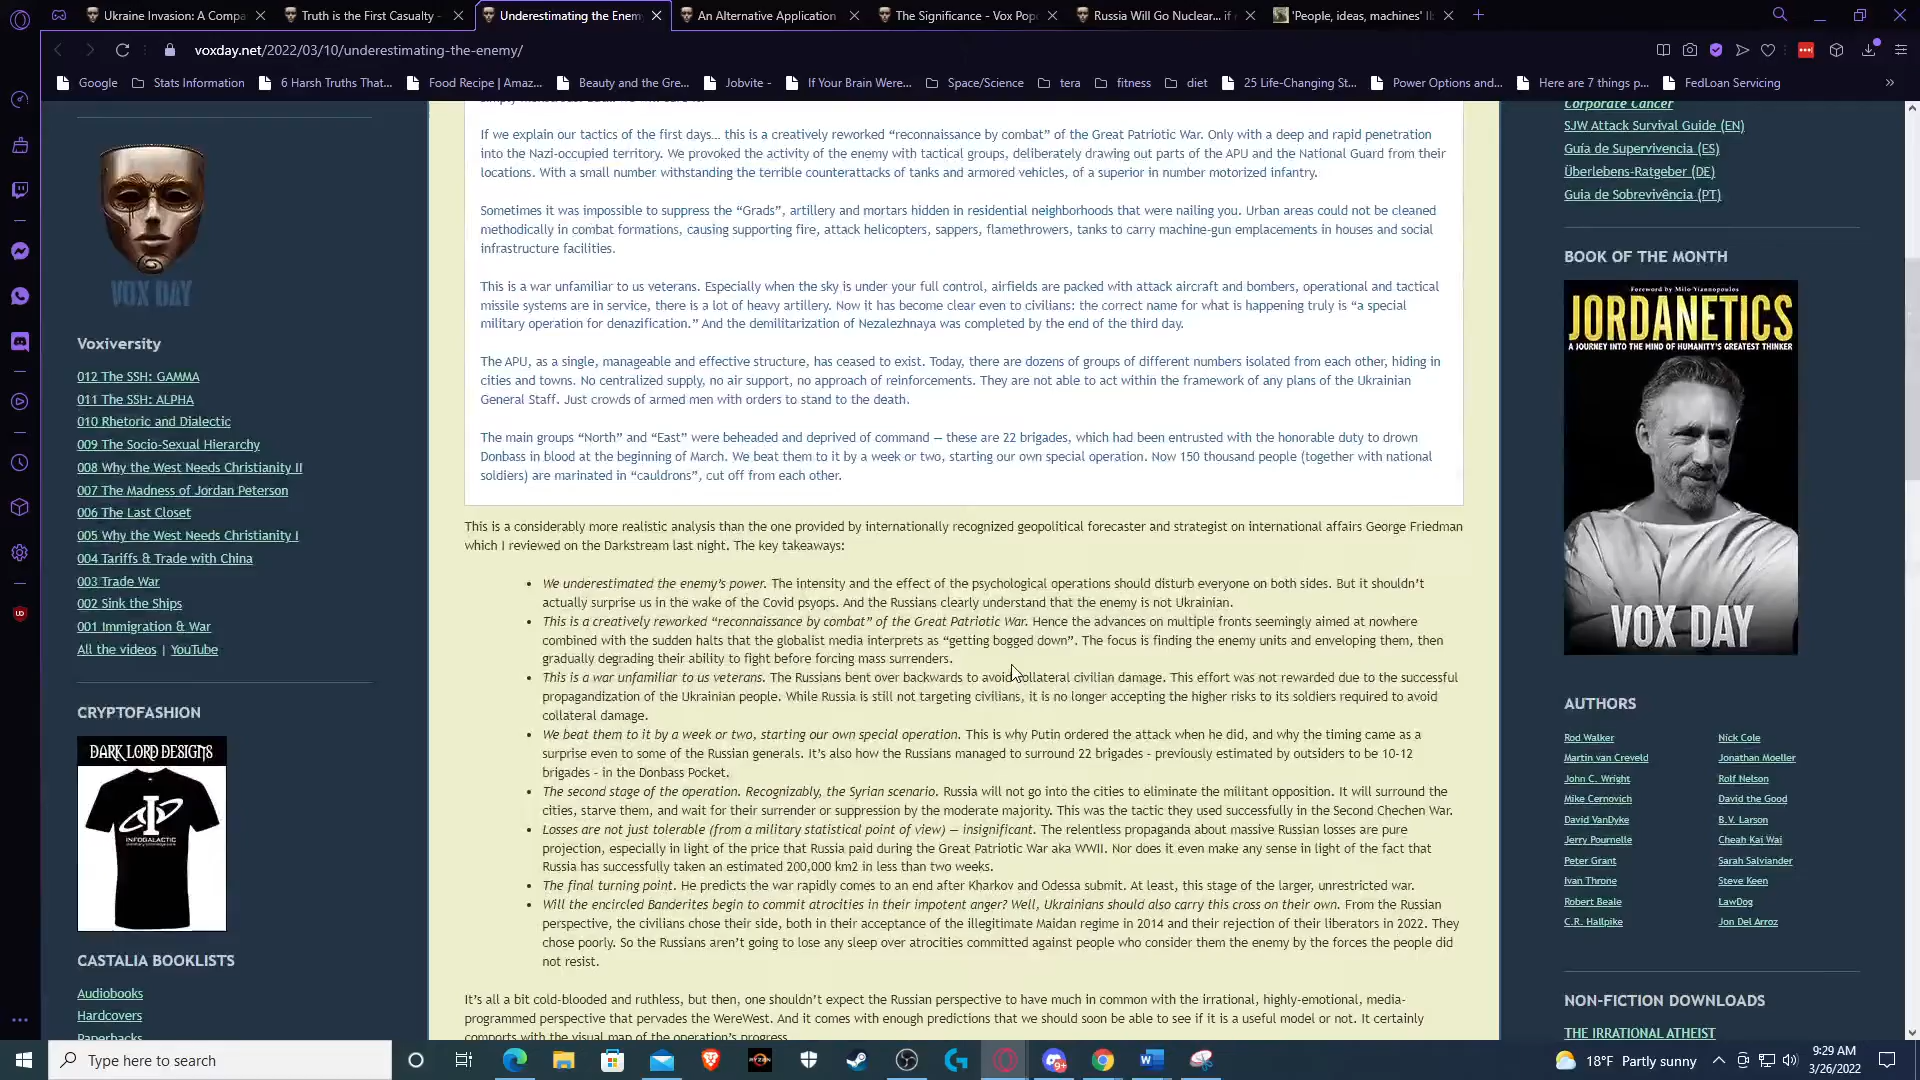 Ukraine Invasion: A Compa
Truth is the First Casualty -
Underestimating the Enem
An Alternative Application
The Significance - Vox Pop
Russia Will Go Nuclear... if
'People, ideas, machines' II
voxday.net/2022/03/10/underestimating-the-enemy/
Google
Stats Information
6 Harsh Truths That...
Food Recipe | Amaz...
Beauty and the Gre...
Jobvite -
If Your Brain Were...
Space/Science
tera
fitness
diet
25 Life-Changing St...
Power Options and...
Here are 7 things p...
FedLoan Servicing
VOX DAY
Voxiversity
012 The SSH: GAMMA
011 The SSH: ALPHA
010 Rhetoric and Dialectic
009 The Socio-Sexual Hierarchy
008 Why the West Needs Christianity II
007 The Madness of Jordan Peterson
006 The Last Closet
005 Why the West Needs Christianity I
004 Tariffs & Trade with China
003 Trade War
002 Sink the Ships
001 Immigration & War
All the videos | YouTube
CRYPTOFASHION
DARK LORD DESIGNS
INFOGALACTIC
CASTALIA BOOKLISTS
Audiobooks
Hardcovers
Paperbacks
If we explain our tactics of the first days… this is a creatively reworked “reconnaissance by combat” of the Great Patriotic War. Only with a deep and rapid penetration
into the Nazi-occupied territory. We provoked the activity of the enemy with tactical groups, deliberately drawing out parts of the APU and the National Guard from their
locations. With a small number withstanding the terrible counterattacks of tanks and armored vehicles, of a superior in number motorized infantry.
Sometimes it was impossible to suppress the “Grads”, artillery and mortars hidden in residential neighborhoods that were nailing you. Urban areas could not be cleaned
methodically in combat formations, causing supporting fire, attack helicopters, sappers, flamethrowers, tanks to carry machine-gun emplacements in houses and social
infrastructure facilities.
This is a war unfamiliar to us veterans. Especially when the sky is under your full control, airfields are packed with attack aircraft and bombers, operational and tactical
missile systems are in service, there is a lot of heavy artillery. Now it has become clear even to civilians: the correct name for what is happening truly is “a special
military operation for denazification.” And the demilitarization of Nezalezhnaya was completed by the end of the third day.
The APU, as a single, manageable and effective structure, has ceased to exist. Today, there are dozens of groups of different numbers isolated from each other, hiding in
cities and towns. No centralized supply, no air support, no approach of reinforcements. They are not able to act within the framework of any plans of the Ukrainian
General Staff. Just crowds of armed men with orders to stand to the death.
The main groups “North” and “East” were beheaded and deprived of command — these are 22 brigades, which had been entrusted with the honorable duty to drown
Donbass in blood at the beginning of March. We beat them to it by a week or two, starting our own special operation. Now 150 thousand people (together with national
soldiers) are marinated in “cauldrons”, cut off from each other.
This is a considerably more realistic analysis than the one provided by internationally recognized geopolitical forecaster and strategist on international affairs George Friedman
which I reviewed on the Darkstream last night. The key takeaways:
• We underestimated the enemy’s power. The intensity and the effect of the psychological operations should disturb everyone on both sides. But it shouldn’t
actually surprise us in the wake of the Covid psyops. And the Russians clearly understand that the enemy is not Ukrainian.
• This is a creatively reworked “reconnaissance by combat” of the Great Patriotic War. Hence the advances on multiple fronts seemingly aimed at nowhere
combined with the sudden halts that the globalist media interprets as “getting bogged down”. The focus is finding the enemy units and enveloping them, then
gradually degrading their ability to fight before forcing mass surrenders.
• This is a war unfamiliar to us veterans. The Russians bent over backwards to avoid collateral civilian damage. This effort was not rewarded due to the successful
propagandization of the Ukrainian people. While Russia is still not targeting civilians, it is no longer accepting the higher risks to its soldiers required to avoid
collateral damage.
• We beat them to it by a week or two, starting our own special operation. This is why Putin ordered the attack when he did, and why the timing came as a
surprise even to some of the Russian generals. It’s also how the Russians managed to surround 22 brigades – previously estimated by outsiders to be 10-12
brigades – in the Donbass Pocket.
• The second stage of the operation. Recognizably, the Syrian scenario. Russia will not go into the cities to eliminate the militant opposition. It will surround the
cities, starve them, and wait for their surrender or suppression by the moderate majority. This was the tactic they used successfully in the Second Chechen War.
• Losses are not just tolerable (from a military statistical point of view) — insignificant. The relentless propaganda about massive Russian losses are pure
projection, especially in light of the price that Russia paid during the Great Patriotic War aka WWII. Nor does it even make any sense in light of the fact that
Russia has successfully taken an estimated 200,000 km2 in less than two weeks.
• The final turning point. He predicts the war rapidly comes to an end after Kharkov and Odessa submit. At least, this stage of the larger, unrestricted war.
• Will the encircled Banderites begin to commit atrocities in their impotent anger? Well, Ukrainians should also carry this cross on their own. From the Russian
perspective, the civilians chose their side, both in their acceptance of the illegitimate Maidan regime in 2014 and their rejection of their liberators in 2022. They
chose poorly. So the Russians aren’t going to lose any sleep over atrocities committed against people who consider them the enemy by the forces the people did
not resist.
It’s all a bit cold-blooded and ruthless, but then, one shouldn’t expect the Russian perspective to have much in common with the irrational, highly-emotional, media-
programmed perspective that pervades the WereWest. And it comes with enough predictions that we should soon be able to see if it is a useful model or not. It certainly
comports with the visual map of the operation’s progress
Corporate Cancer
SJW Attack Survival Guide (EN)
Guía de Supervivencia (ES)
Überlebens-Ratgeber (DE)
Guia de Sobrevivência (PT)
BOOK OF THE MONTH
Foreword by Milo Yiannopoulos
JORDANETICS
A JOURNEY INTO THE MIND OF HUMANITY'S GREATEST THINKER
VOX DAY
AUTHORS
Rod Walker
Nick Cole
Martin van Creveld
Jonathan Moeller
John C. Wright
Rolf Nelson
Mike Cernovich
David the Good
David VanDyke
B.V. Larson
Jerry Pournelle
Cheah Kai Wai
Peter Grant
Sarah Salviander
Ivan Throne
Steve Keen
Robert Beale
LawDog
C.R. Hallpike
Jon Del Arroz
NON-FICTION DOWNLOADS
THE IRRATIONAL ATHEIST
Type here to search
RYZEN
9+
18°F Partly sunny
9:29 AM
3/26/2022